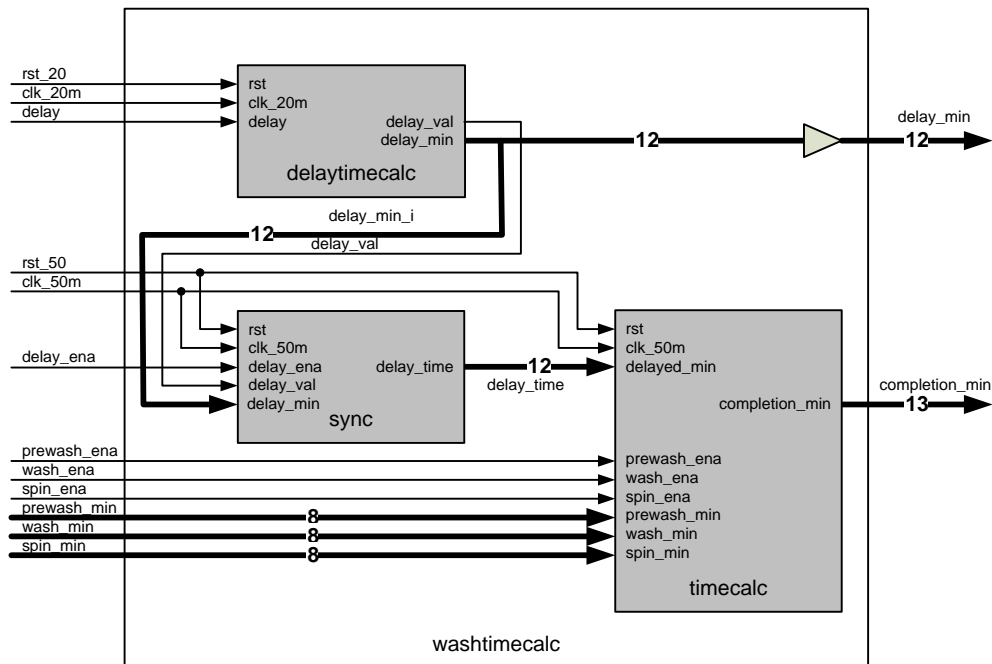 rst_20
clk_20m
delay
rst
clk_20m
delay
delay_val
delay_min
delaytimecalc
12
delay_min
12
delay_min_i
12
delay_val
rst_50
clk_50m
delay_ena
rst
clk_50m
delay_ena
delay_val
delay_min
delay_time
sync
12
delay_time
rst
clk_50m
delayed_min
completion_min
completion_min
13
prewash_ena
wash_ena
spin_ena
prewash_min
wash_min
spin_min
8
8
8
prewash_ena
wash_ena
spin_ena
prewash_min
wash_min
spin_min
timecalc
washtimecalc